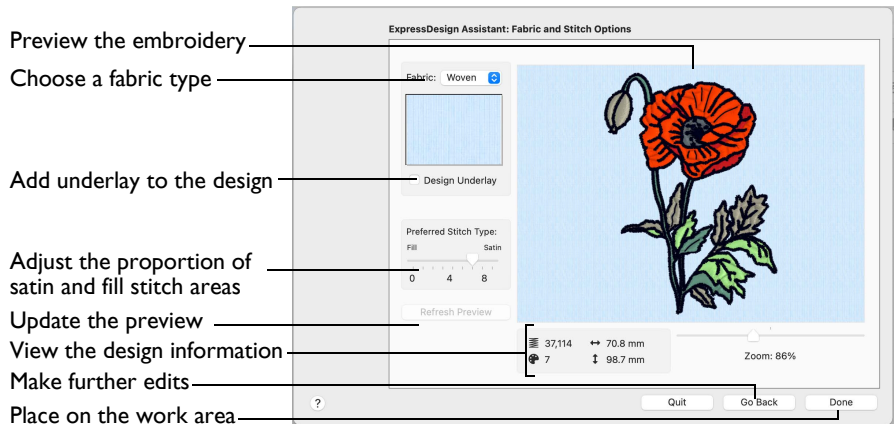 ExpressDesign Assistant: Fabric and Stitch Options
Preview the embroidery
Choose a fabric type
Fabric: Woven
Add underlay to the design
Design Underlay
Preferred Stitch Type:
Fill Satin
0 4 8
Adjust the proportion of
satin and fill stitch areas
Refresh Preview
Update the preview
View the design information
37,114 ↔ 70.8 mm
7 ↕ 98.7 mm
Zoom: 86%
Make further edits
Place on the work area
? Quit Go Back Done